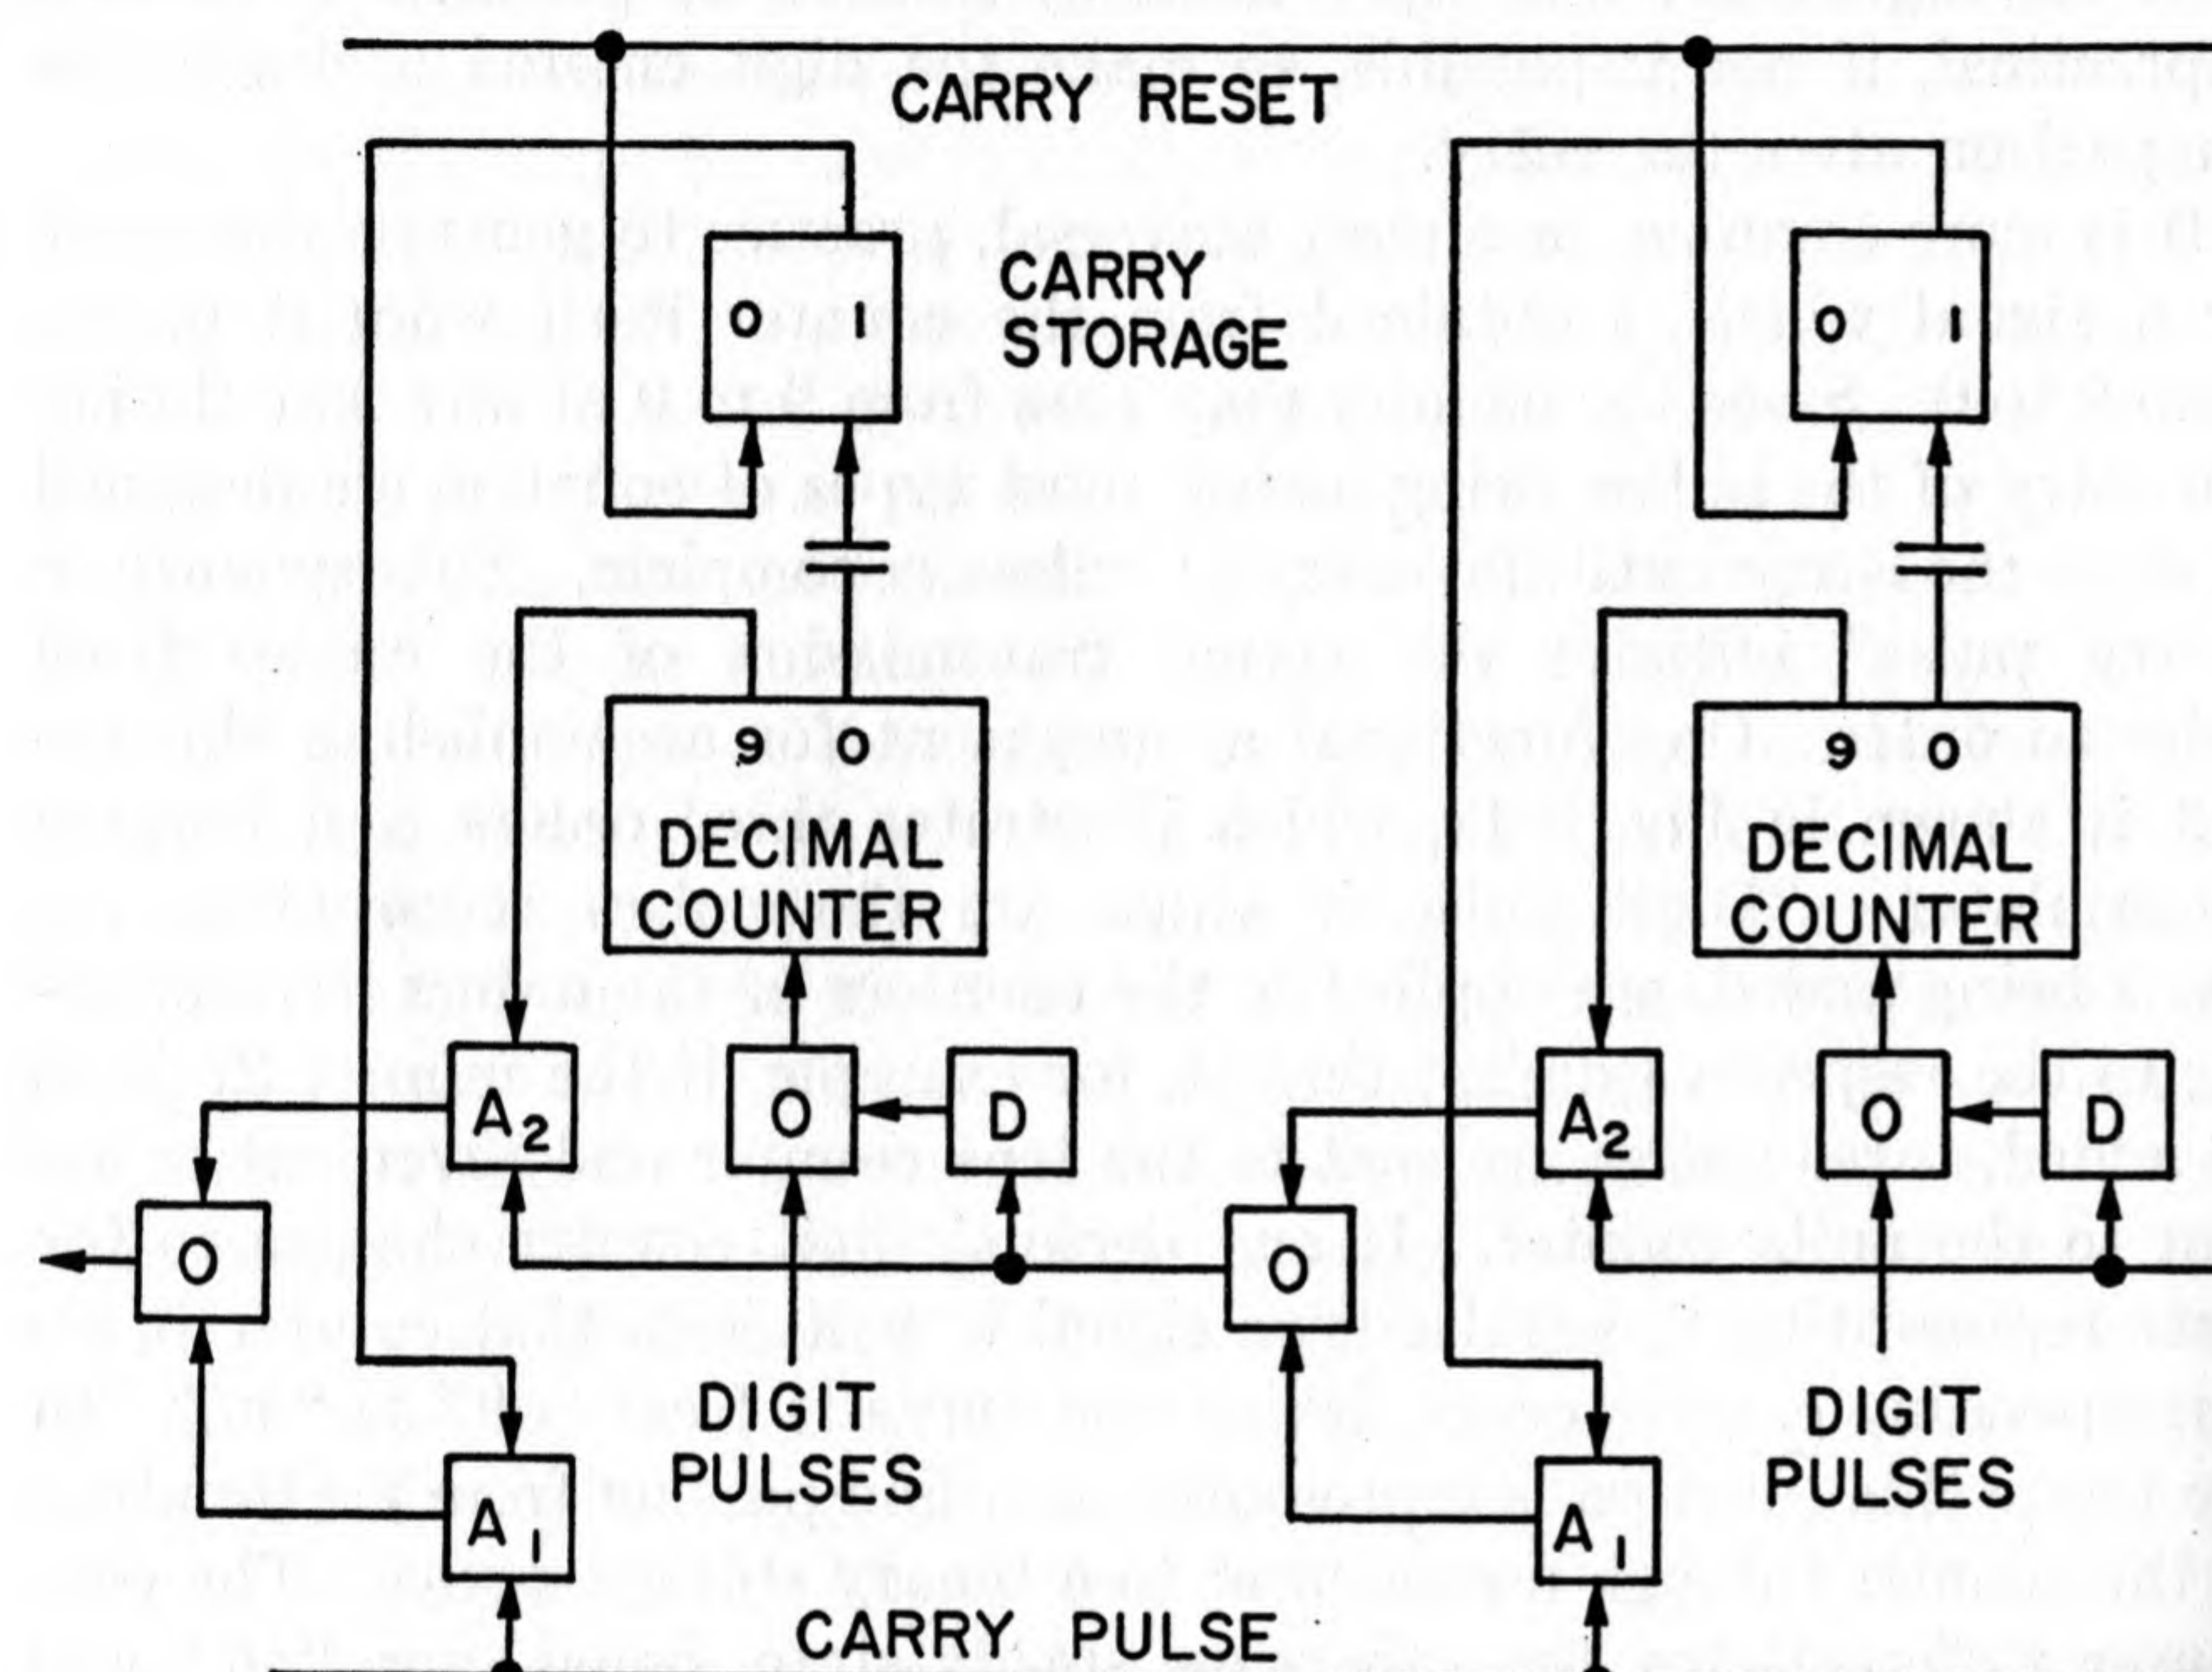 CARRY RESET
0 1
CARRY
STORAGE
0 1
9 0
DECIMAL
COUNTER
9 0
DECIMAL
COUNTER
A2
O
D
A2
O
D
O
O
DIGIT
PULSES
DIGIT
PULSES
A1
A1
CARRY PULSE